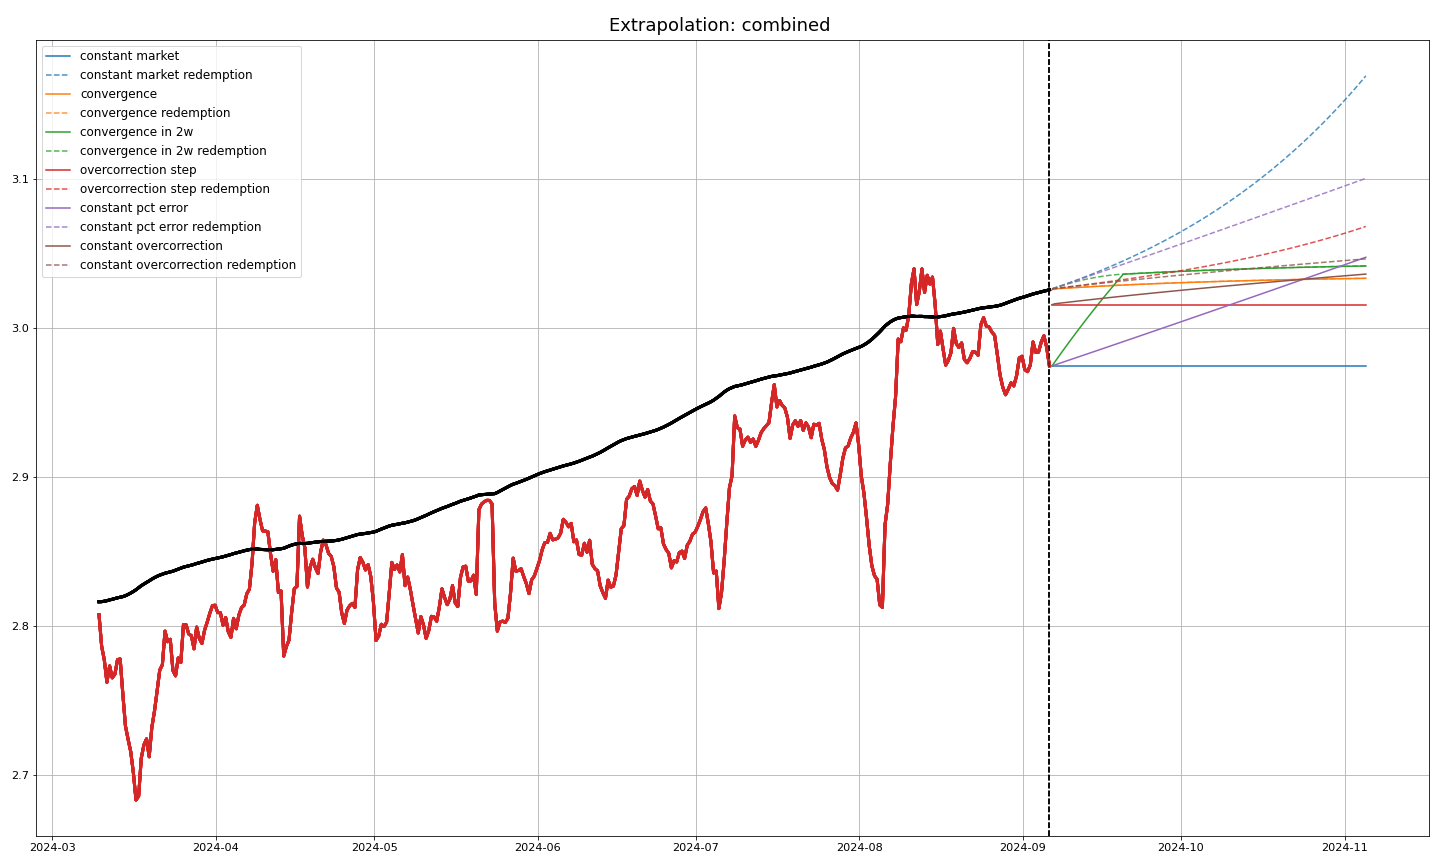 Extrapolation: combined
constant market
constant market redemption
convergence
convergence redemption
convergence in 2w
convergence in 2w redemption
overcorrection step
overcorrection step redemption
constant pct error
constant pct error redemption
constant overcorrection
constant overcorrection redemption
3.1
3.0
2.9
2.8
2.7
2024-03 2024-04 2024-05 2024-06 2024-07 2024-08 2024-09 2024-10 2024-11